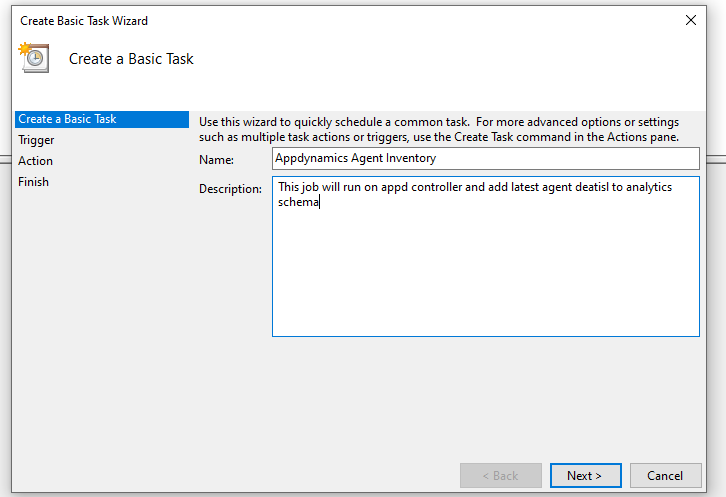 Create Basic Task Wizard
Create a Basic Task
Create a Basic Task
Trigger
Action
Finish
Use this wizard to quickly schedule a common task. For more advanced options or settings
such as multiple task actions or triggers, use the Create Task command in the Actions pane.
Name: Appdynamics Agent Inventory
Description: This job will run on appd controller and add latest agent deatisl to analytics
schema
< Back Next > Cancel